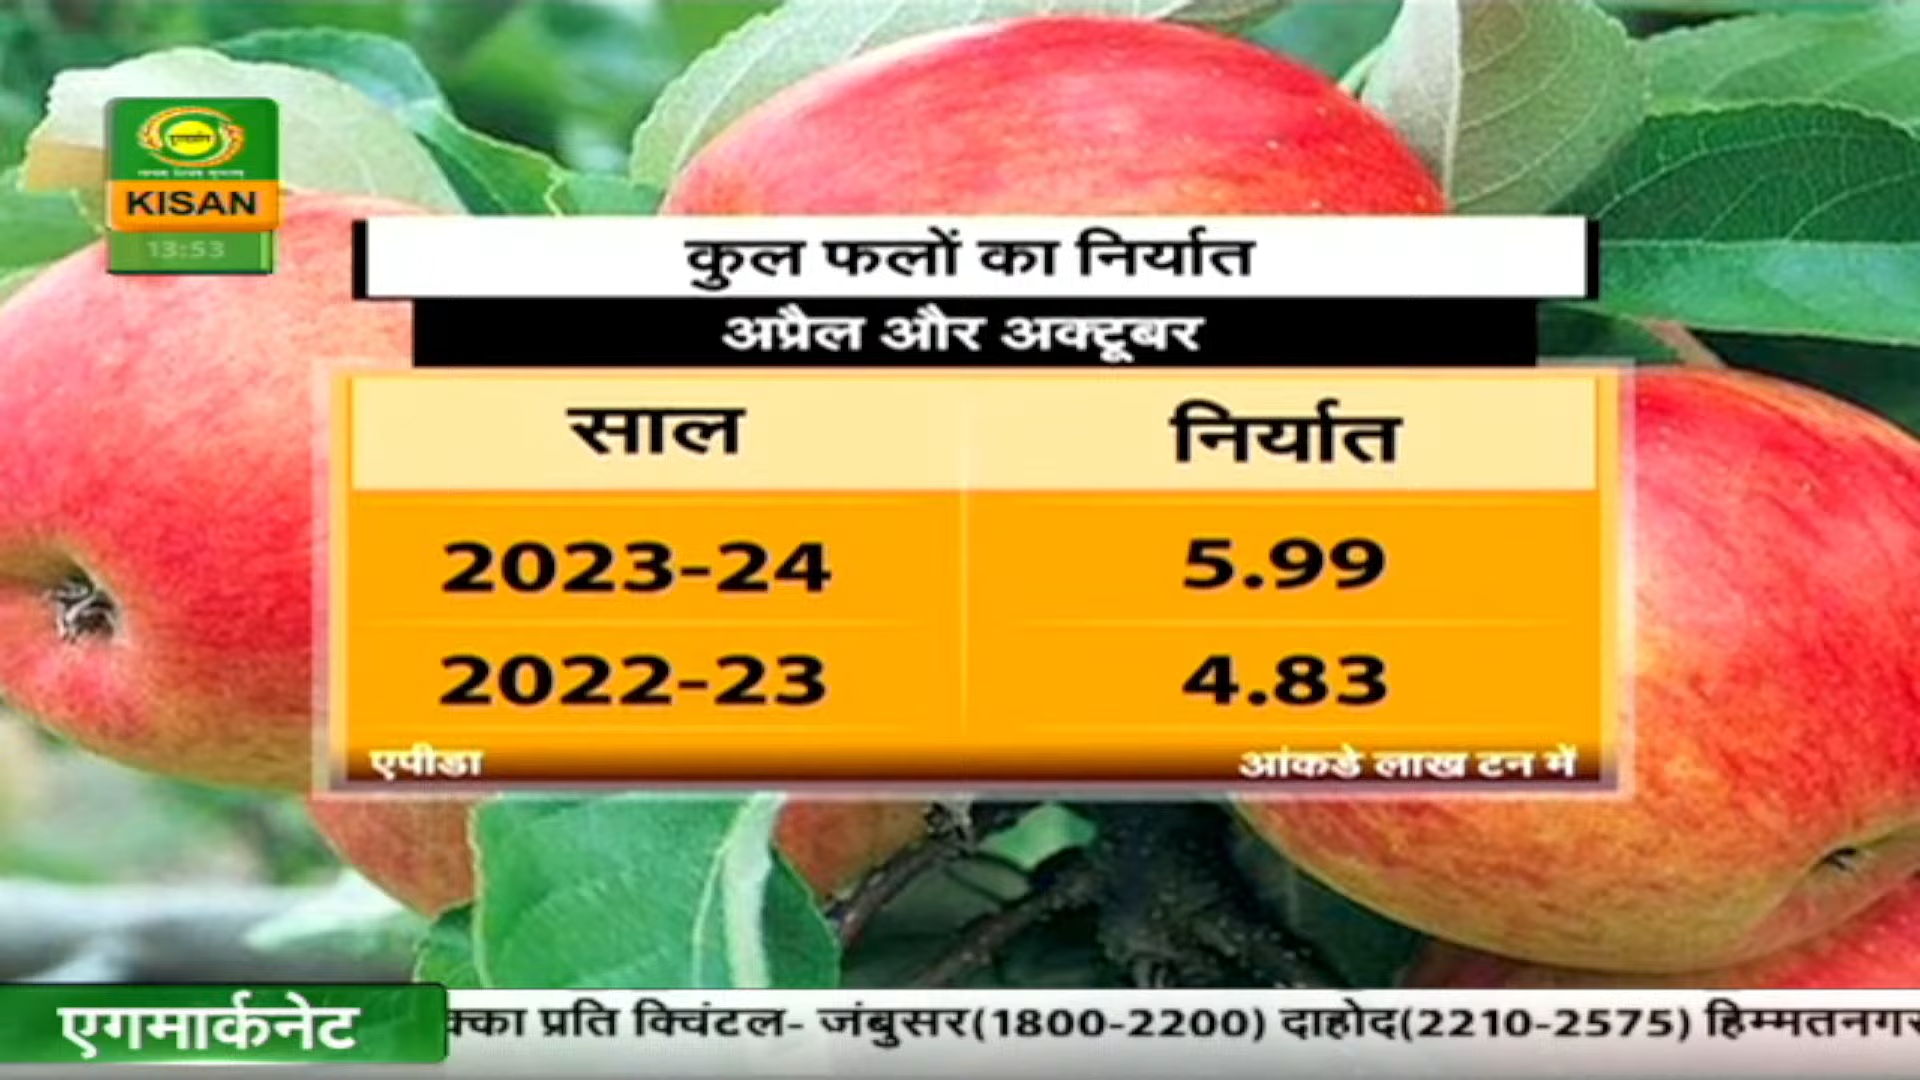 KISAN
13:53
कुल फलों का निर्यात
अप्रैल और अक्टूबर
साल निर्यात
2023-24 5.99
2022-23 4.83
एपीडा आंकडे लाख टन में
एगमार्कनेट क्का प्रति क्विंटल- जंबुसर(1800-2200) दाहोद(2210-2575) हिम्मतनगर